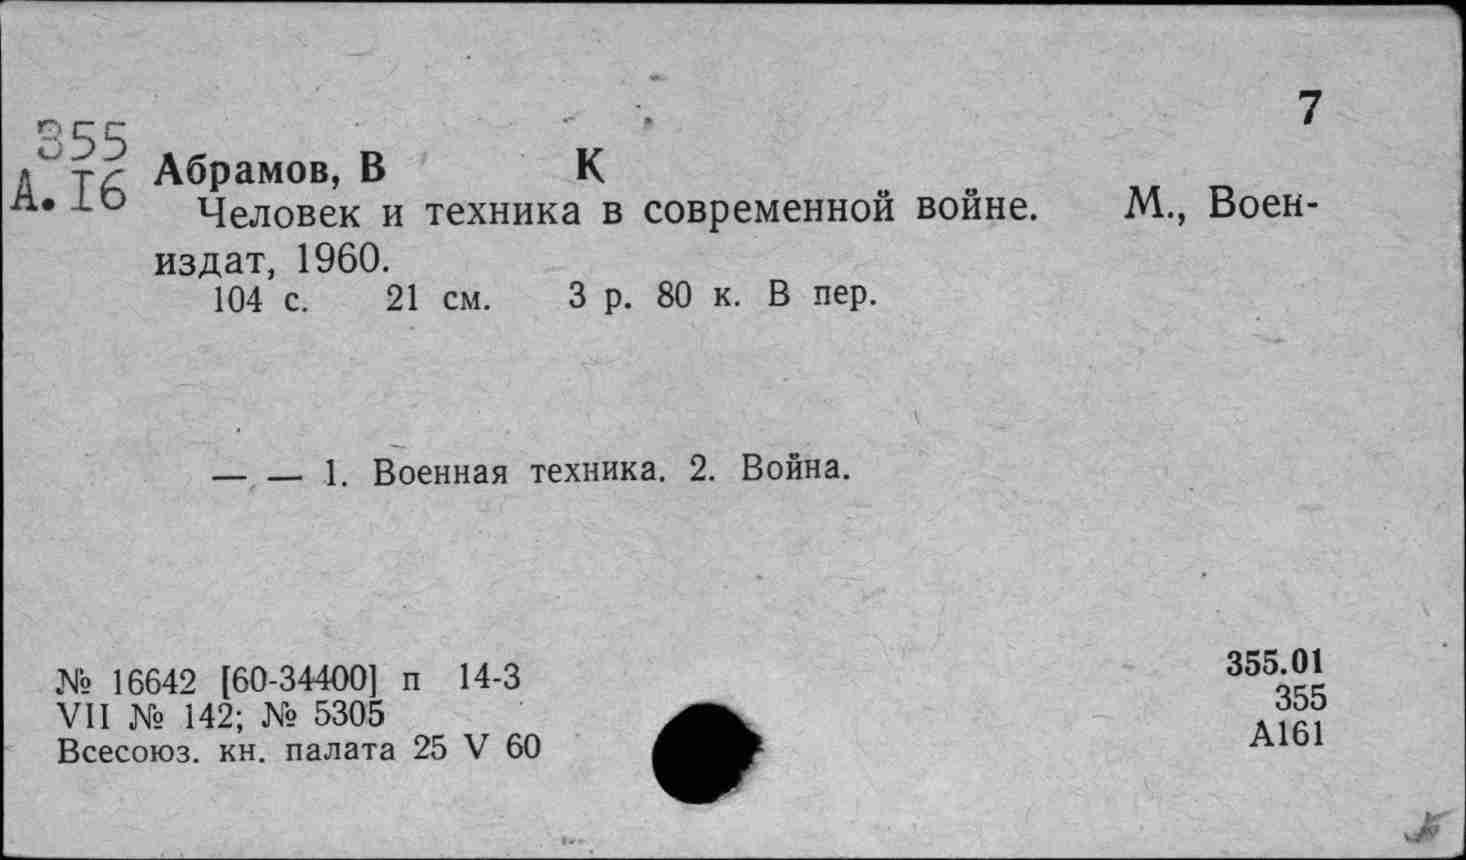 7
355
А.16
Абрамов, В К
Человек и техника в современной войне. М., Воен-
издат, 1960.
104 с. 21 см. 3 р. 80 к. В пер.
— — 1. Военная техника. 2. Война.
№ 16642 [60-34400] п 14-3
VII № 142; № 5305
Всесоюз. кн. палата 25 V 60
355.01
355
А161